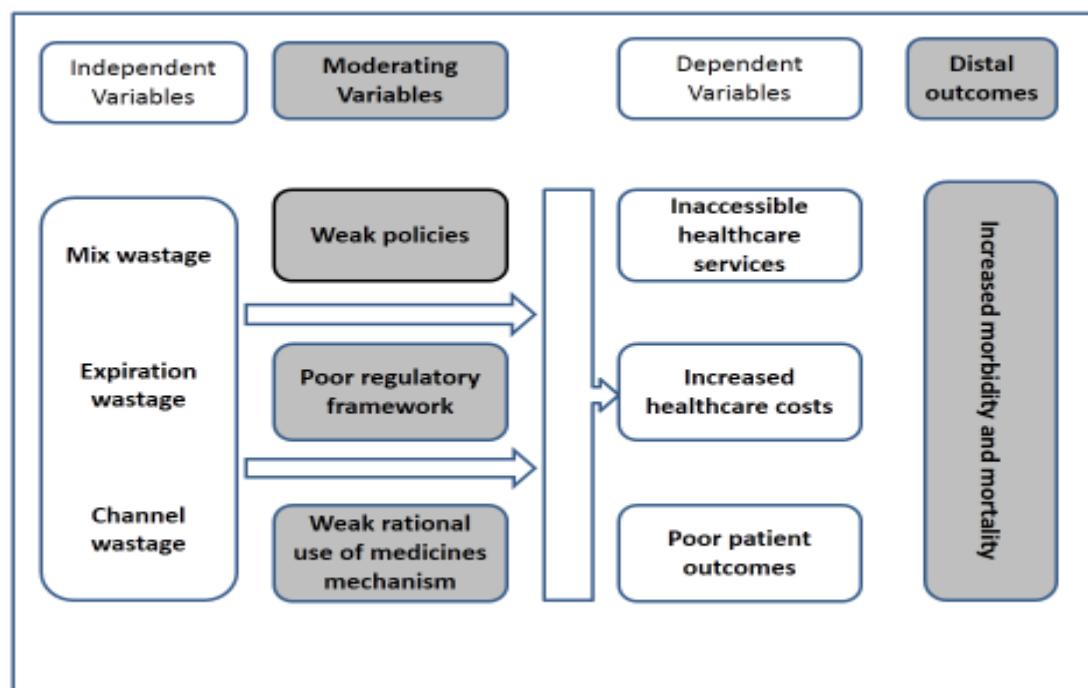 Independent
Variables
Moderating
Variables
Dependent
Variables
Distal
outcomes
Mix wastage
Expiration
wastage
Channel
wastage
Weak policies
Poor regulatory
framework
Weak rational
use of medicines
mechanism
Inaccessible
healthcare
services
Increased
healthcare costs
Poor patient
outcomes
Increased morbidity and mortality